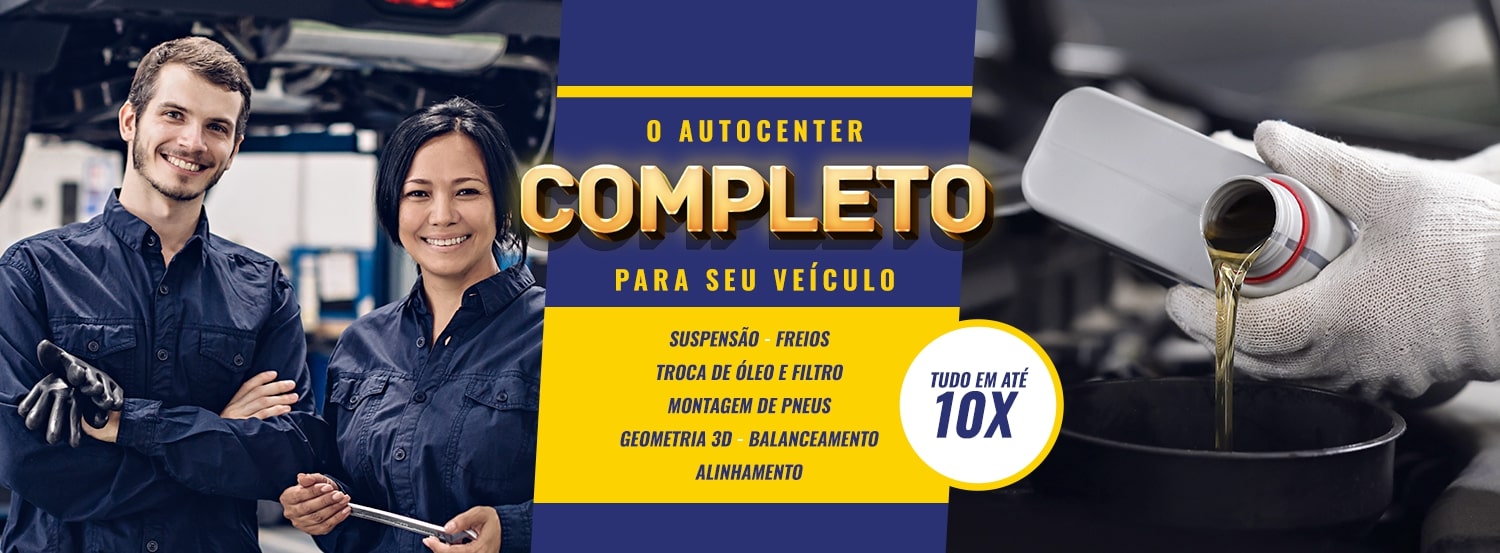 O AUTOCENTER
COMPLETO
PARA SEU VEÍCULO
SUSPENSÃO - FREIOS
TROCA DE ÓLEO E FILTRO
MONTAGEM DE PNEUS
GEOMETRIA 3D - BALANCEAMENTO
ALINHAMENTO
TUDO EM ATÉ
10X